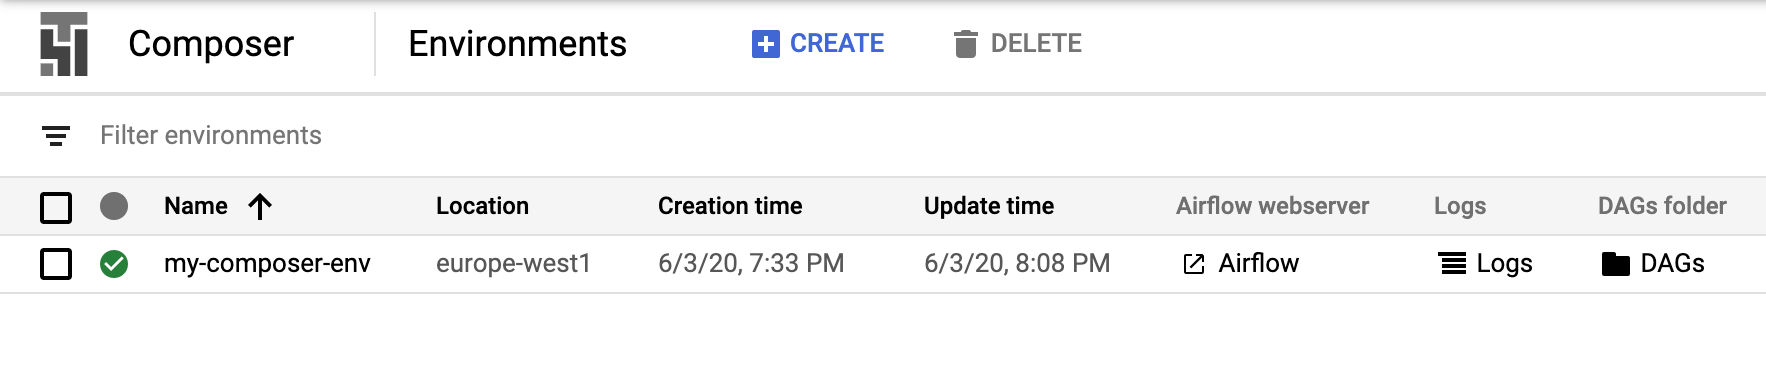 Composer Environments CREATE DELETE
Filter environments
Name Location Creation time Update time Airflow webserver Logs DAGs folder
my-composer-env europe-west1 6/3/20, 7:33 PM 6/3/20, 8:08 PM Airflow Logs DAGs